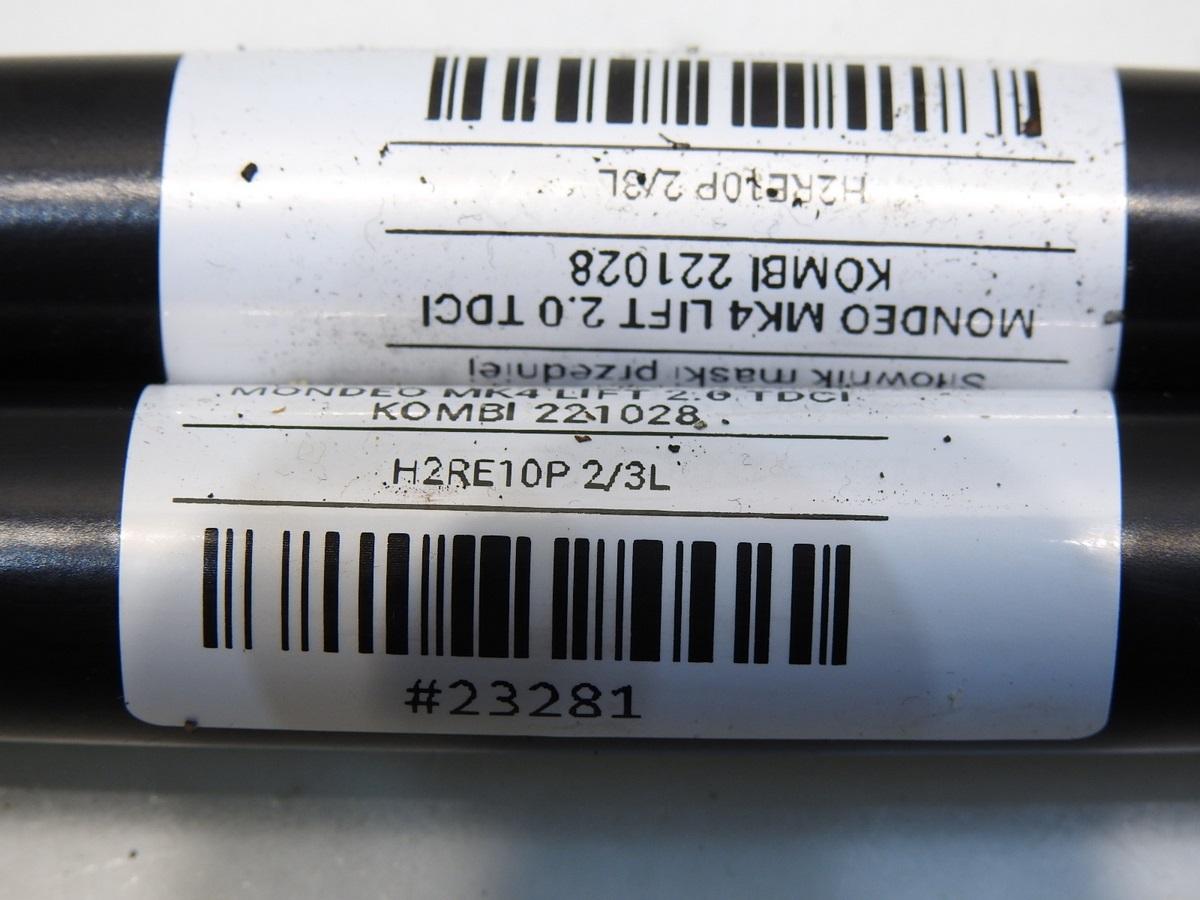 Siłownik maski przedniej
MONDEO MK4 LIFT 2.0 TDCI
KOMBI 221028
H2RE10P 2/3L
MONDEO MK4 LIFT 2.0 TDCI
KOMBI 221028
H2RE10P 2/3L
#23281